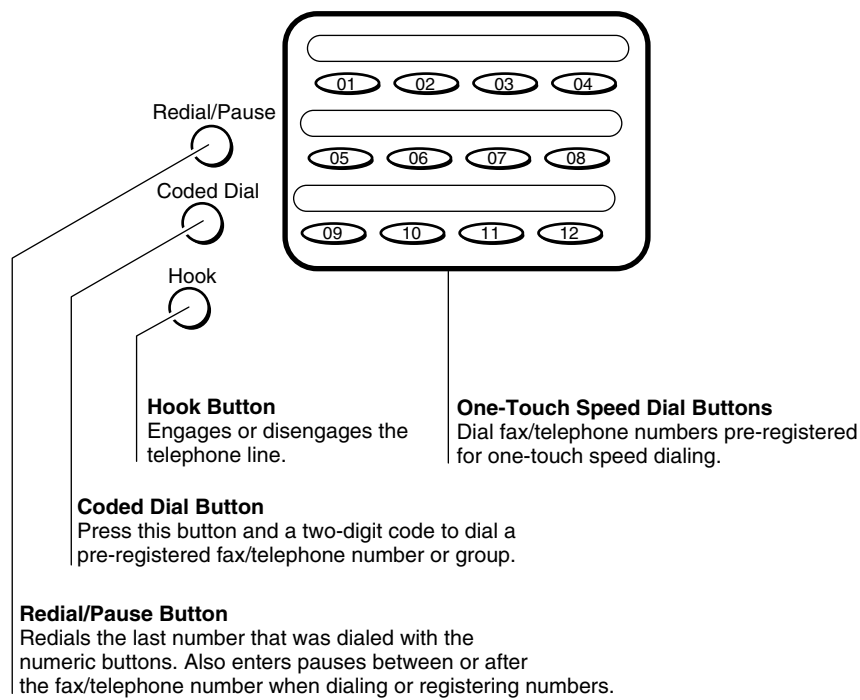 01 02 03 04
Redial/Pause
05 06 07 08
Coded Dial
09 10 11 12
Hook
Hook Button
Engages or disengages the
telephone line.
One-Touch Speed Dial Buttons
Dial fax/telephone numbers pre-registered
for one-touch speed dialing.
Coded Dial Button
Press this button and a two-digit code to dial a
pre-registered fax/telephone number or group.
Redial/Pause Button
Redials the last number that was dialed with the
numeric buttons. Also enters pauses between or after
the fax/telephone number when dialing or registering numbers.